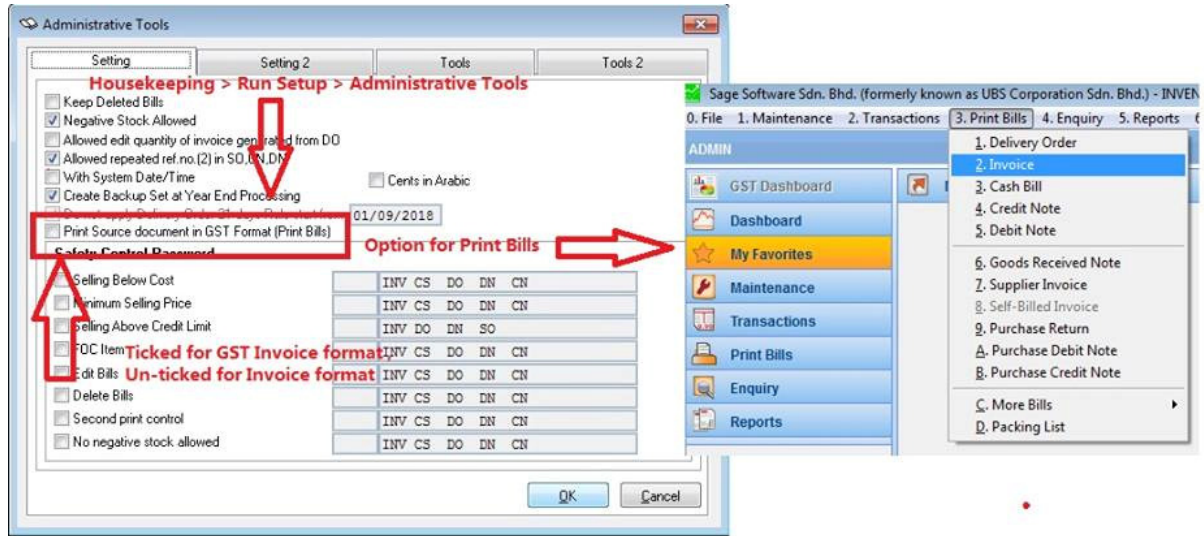 Administrative Tools
Setting
Setting 2
Tools
Tools 2
Housekeeping > Run Setup > Administrative Tools
Keep Deleted Bills
Negative Stock Allowed
Allowed edit quantity of invoice generated from DO
Allowed repeated ref.no.(2) in SO,CN,DN
With System Date/Time
Cents in Arabic
Create Backup Set at Year End Processing
01/09/2018
Print Source document in GST Format (Print Bills)
Option for Print Bills
Safety Control Password
Selling Below Cost
INV CS DO DN CN
Minimum Selling Price
INV CS DO DN CN
Selling Above Credit Limit
INV DO DN SO
FOC Item
INV CS DO DN CN
Ticked for GST Invoice format,
Un-ticked for Invoice format
Edit Bills
INV CS DO DN CN
Delete Bills
INV CS DO DN CN
Second print control
INV CS DO DN CN
No negative stock allowed
INV CS DO DN CN
OK
Cancel
Sage Software Sdn. Bhd. (formerly known as UBS Corporation Sdn. Bhd.) - INVEN
0. File 1. Maintenance 2. Transactions 3. Print Bills 4. Enquiry 5. Reports 6
ADMIN
GST Dashboard
Dashboard
My Favorites
Maintenance
Transactions
Print Bills
Enquiry
Reports
1. Delivery Order
2. Invoice
3. Cash Bill
4. Credit Note
5. Debit Note
6. Goods Received Note
7. Supplier Invoice
8. Self-Billed Invoice
9. Purchase Return
A. Purchase Debit Note
B. Purchase Credit Note
C. More Bills
D. Packing List